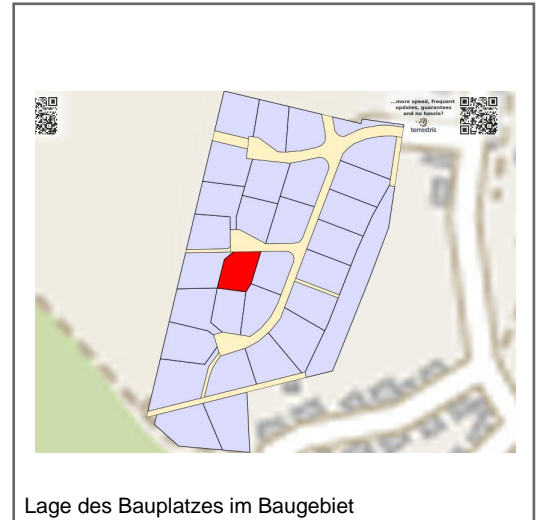 ...more speed, frequent
updates, guarantees
and no hassle?
terrestris
Lage des Bauplatzes im Baugebiet